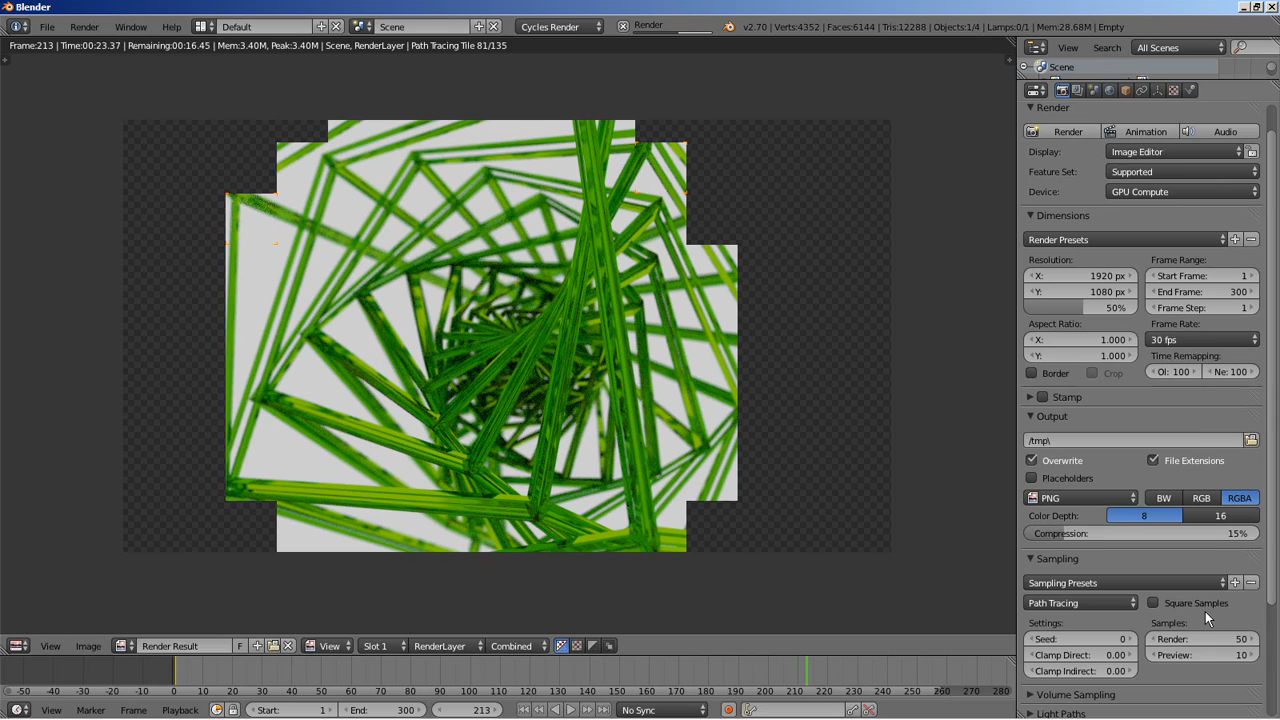 Blender
File Render Window Help Default Scene Cycles Render Render v2.70 | Verts:4352 | Faces:6144 | Tris:12288 | Objects:1/4 | Lamps:0/1 | Mem:28.68M | Empty
Frame:213 | Time:00:23.37 | Remaining:00:16.45 | Mem:3.40M, Peak:3.40M | Scene, RenderLayer | Path Tracing Tile 81/135
View Search All Scenes
Scene
Render
Render Animation Audio
Display: Image Editor
Feature Set: Supported
Device: GPU Compute
Dimensions
Render Presets
Resolution: Frame Range:
X: 1920 px Start Frame: 1
Y: 1080 px End Frame: 300
50% Frame Step: 1
Aspect Ratio: Frame Rate:
X: 1.000 30 fps
Y: 1.000 Time Remapping:
Border Crop Ol: 100 Ne: 100
Stamp
Output
/tmp\
Overwrite File Extensions
Placeholders
PNG BW RGB RGBA
Color Depth: 8 16
Compression: 15%
Sampling
Sampling Presets
Path Tracing Square Samples
Settings: Samples:
Seed: 0 Render: 50
Clamp Direct: 0.00 Preview: 10
Clamp Indirect: 0.00
Volume Sampling
Light Paths
View Image Render Result F View Slot 1 RenderLayer Combined
-50 -40 -30 -20 -10 0 10 20 30 40 50 60 70 80 90 100 110 120 130 140 150 160 170 180 190 200 210 220 230 240 250 260 270 280
View Marker Frame Playback Start: 1 End: 300 213 No Sync